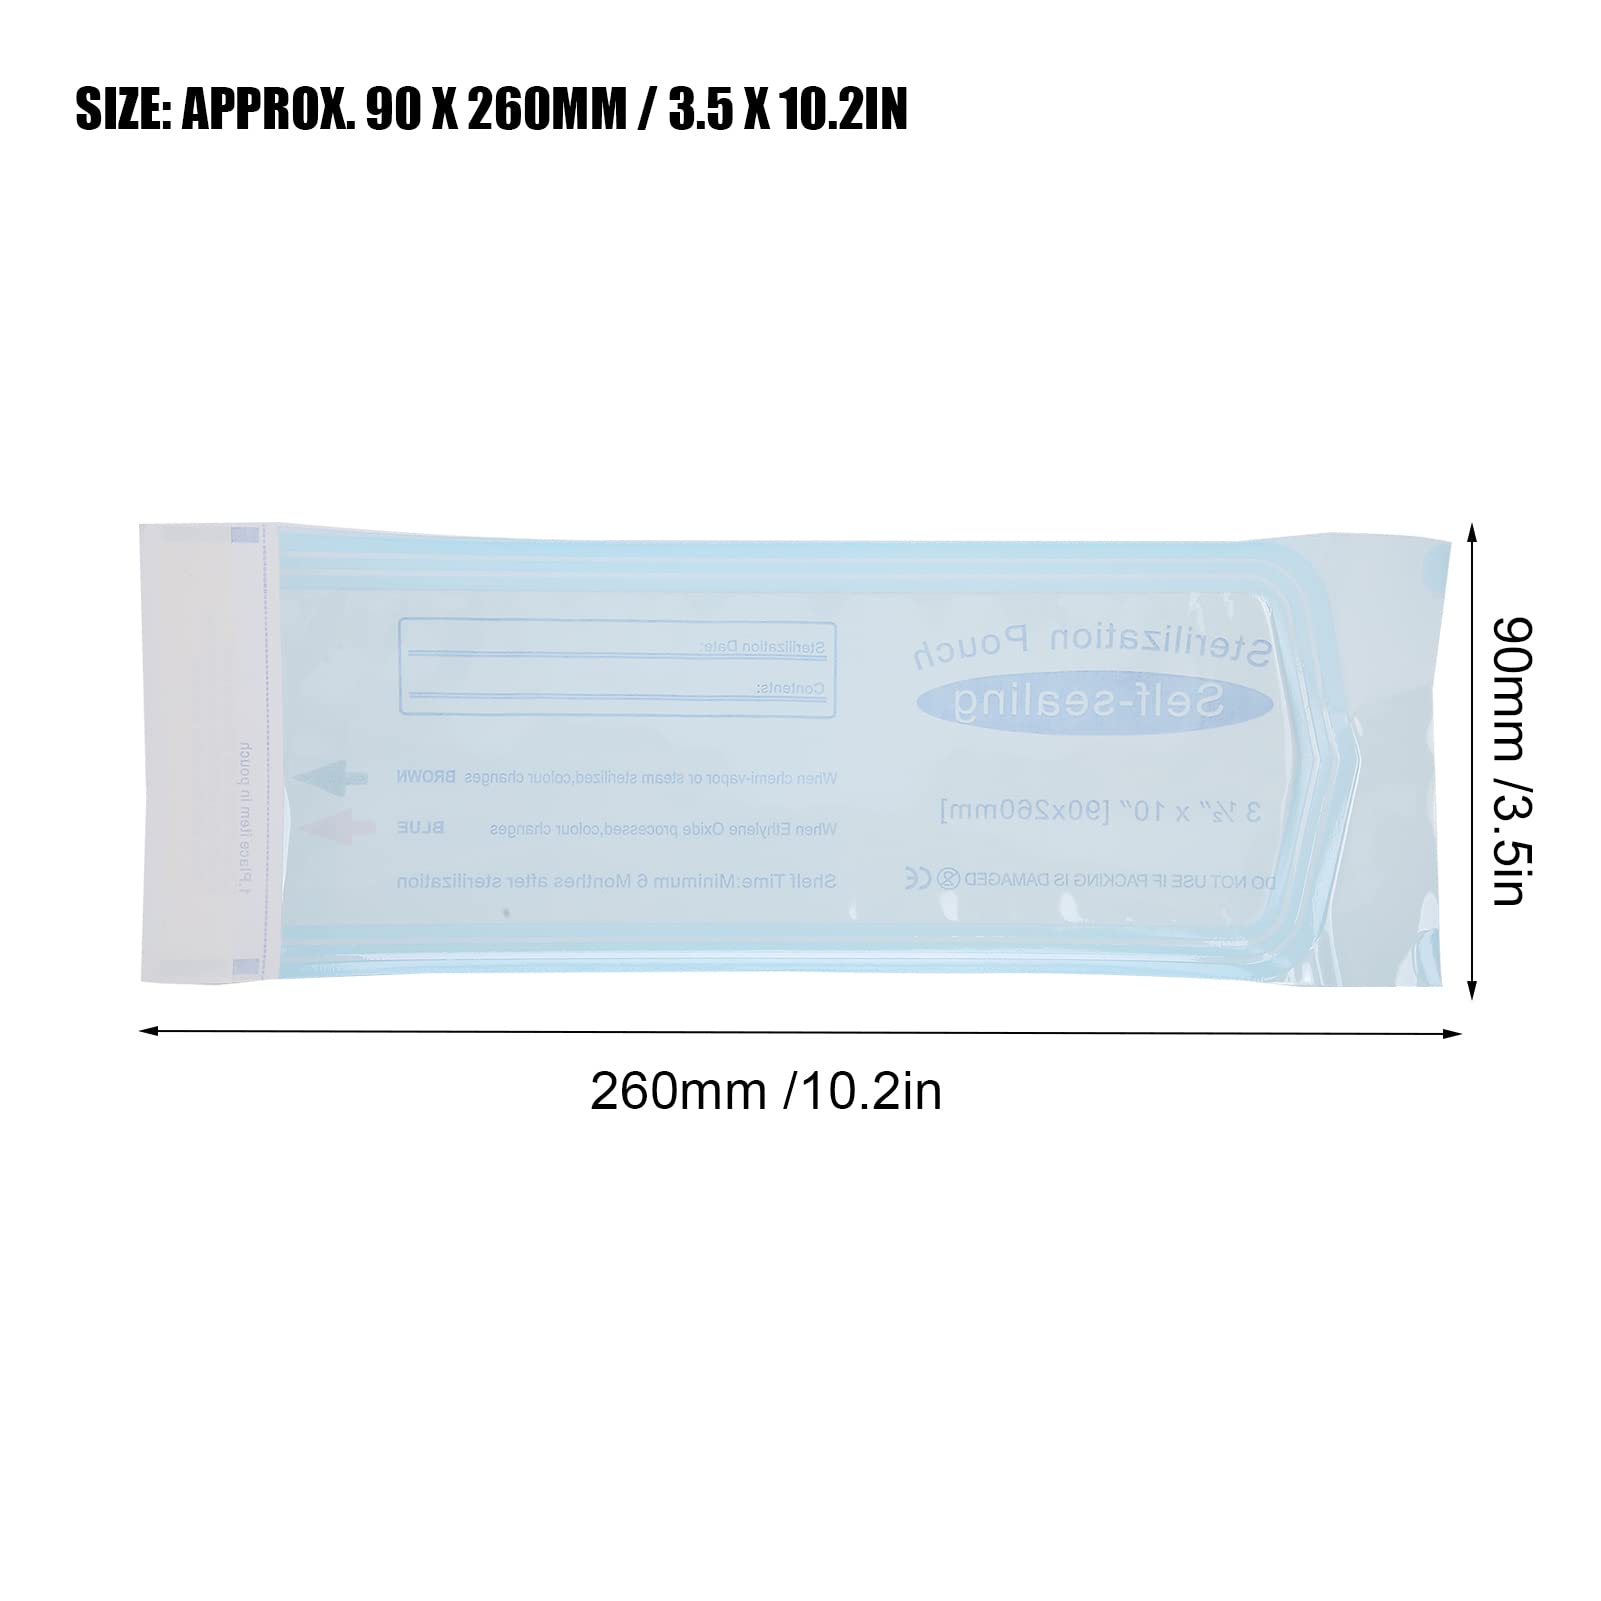 SIZE: APPROX. 90 X 260MM / 3.5 X 10.2IN
Sterilization Date:
Contents:
Sterilization Pouch
Self-sealing
When chemi-vapor or steam sterilized,colour changes BROWN
When Ethylene Oxide processed,colour changes BLUE
Shelf Time:Minimum 6 Monthes after sterilization
3 ½" x 10" [90x260mm]
DO NOT USE IF PACKING IS DAMAGED 2 CE
1.Place item in pouch
90mm /3.5in
260mm /10.2in